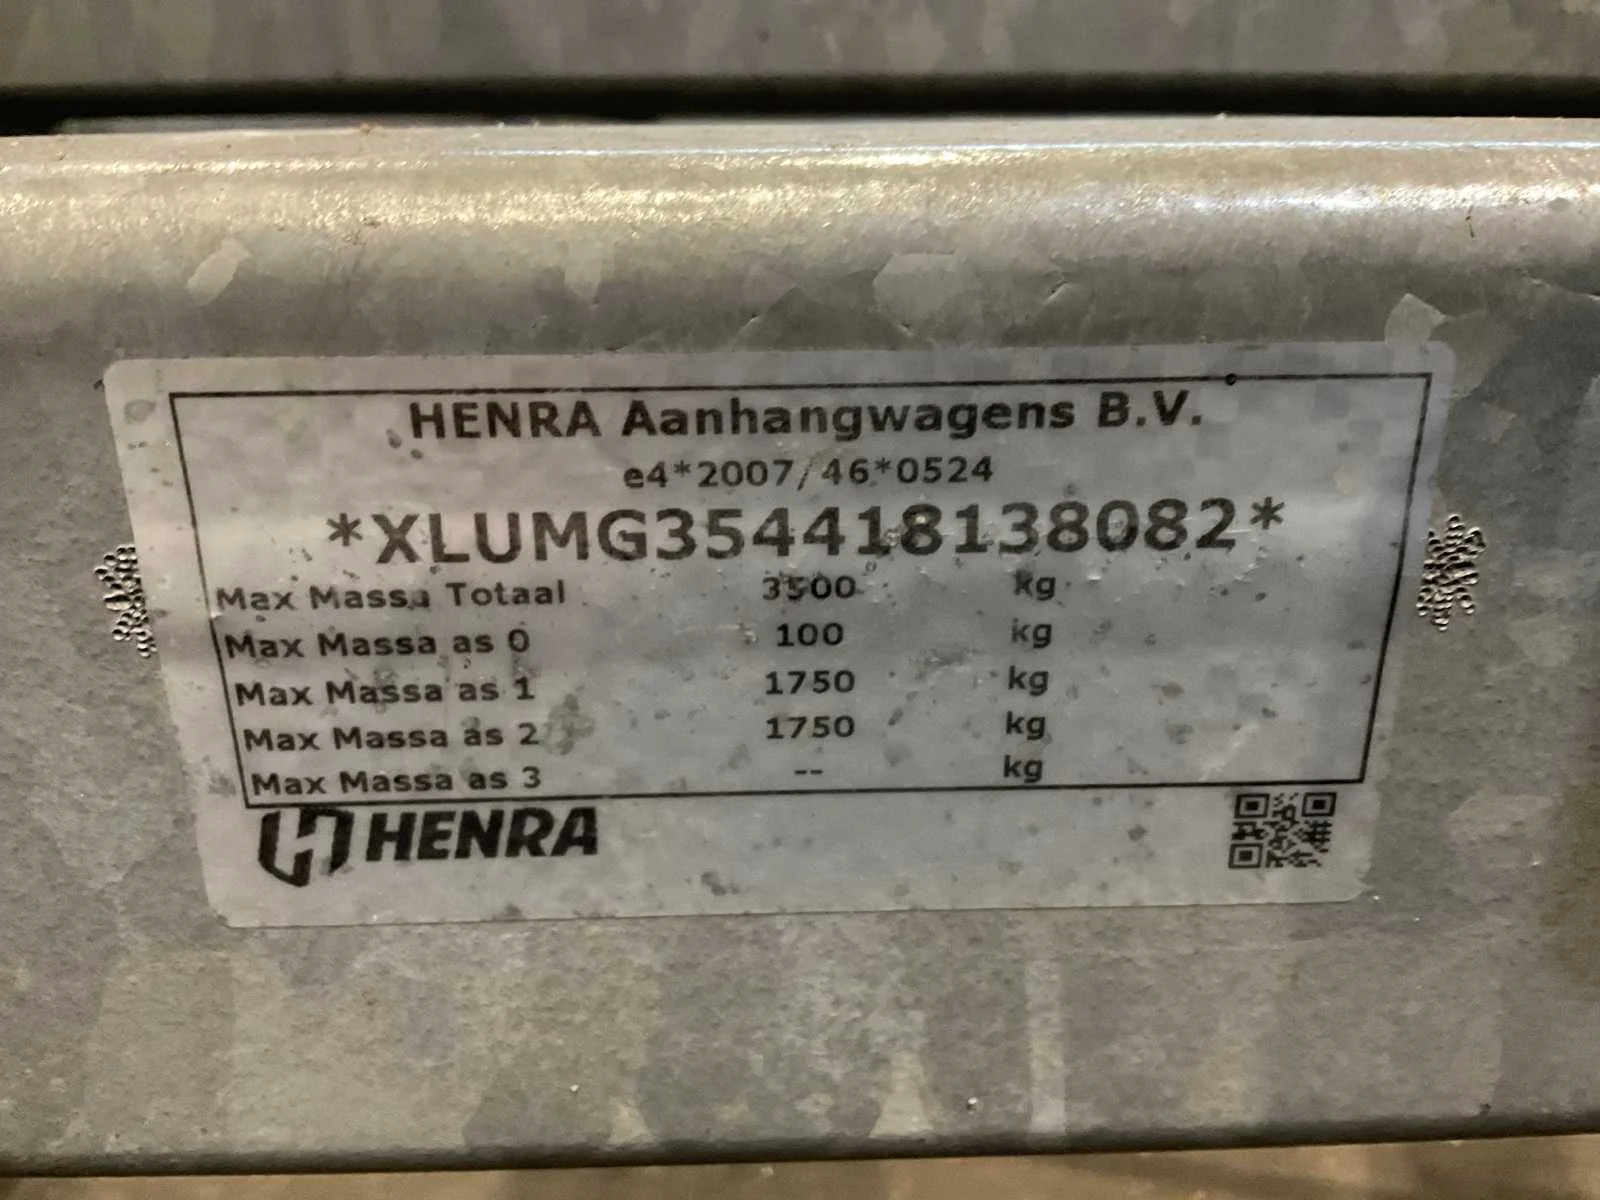 HENRA Aanhangwagens B.V.
e4*2007/46*0524
*XLUMG354418138082*
Max Massa Totaal 3500 kg
Max Massa as 0 100 kg
Max Massa as 1 1750 kg
Max Massa as 2 1750 kg
Max Massa as 3 -- kg
HENRA